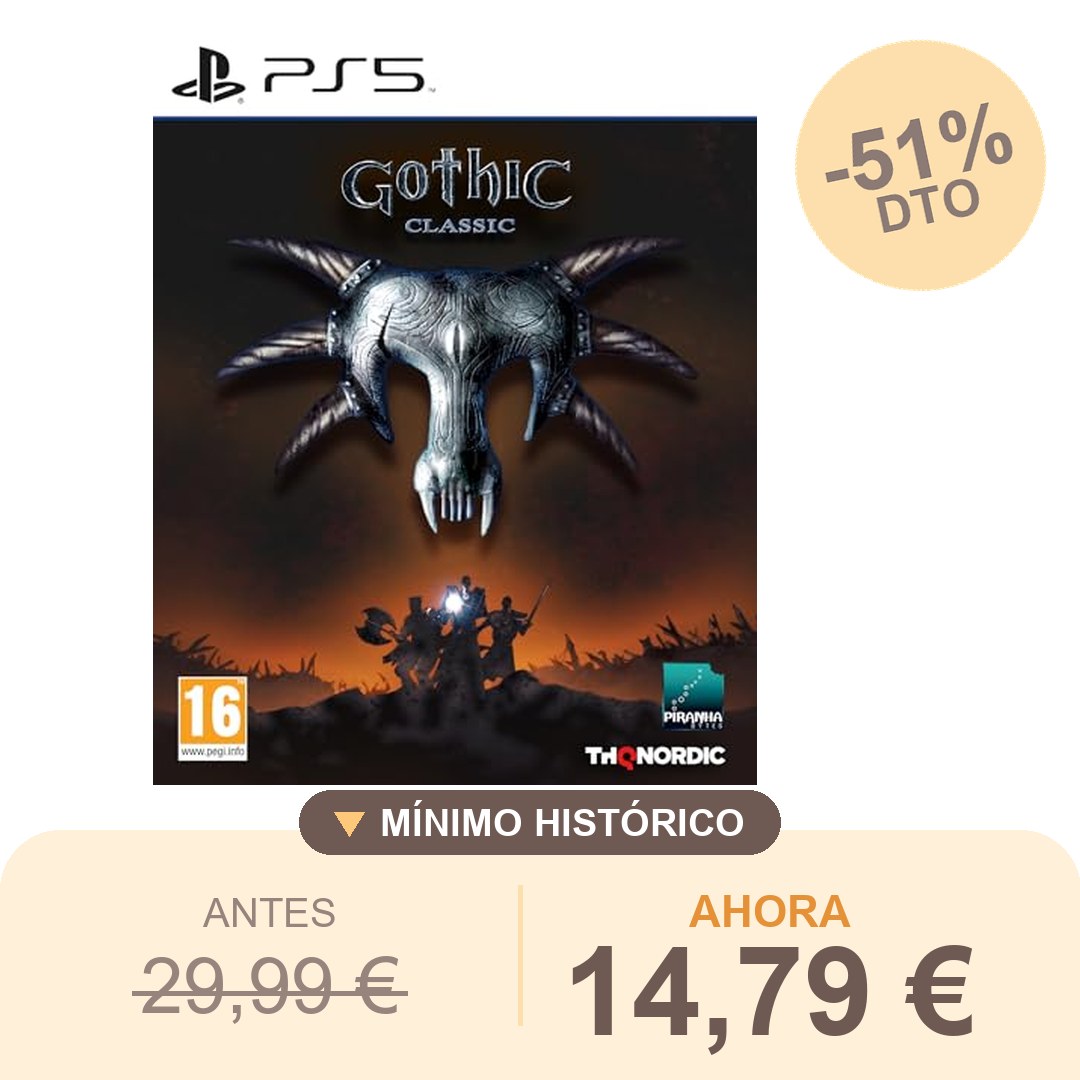 PS5
-51%
DTO
GOTHIC
CLASSIC
16
www.pegi.info
PIRANHA
BYTES
THQNORDIC
MÍNIMO HISTÓRICO
ANTES
29,99 €
AHORA
14,79 €